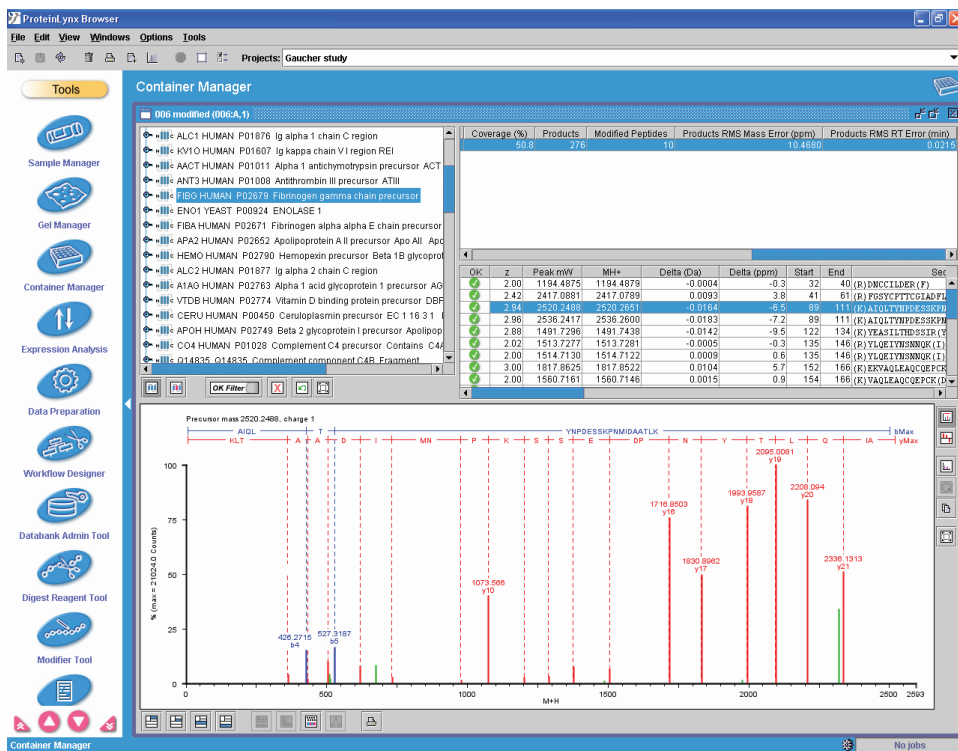 ProteinLynx Browser
File Edit View Windows Options Tools
Projects: Gaucher study
Tools
Sample Manager
Gel Manager
Container Manager
Expression Analysis
Data Preparation
Workflow Designer
Databank Admin Tool
Digest Reagent Tool
Modifier Tool
Container Manager
006 modified (006:A,1)
ALC1 HUMAN P01876 Ig alpha 1 chain C region
KV1O HUMAN P01607 Ig kappa chain V I region REI
AACT HUMAN P01011 Alpha 1 antichymotrypsin precursor ACT
ANT3 HUMAN P01008 Antithrombin III precursor ATIII
FIBG HUMAN P02679 Fibrinogen gamma chain precursor
ENO1 YEAST P00924 ENOLASE 1
FIBA HUMAN P02671 Fibrinogen alpha alpha E chain precursor
APA2 HUMAN P02652 Apolipoprotein A II precursor Apo AII Apo
HEMO HUMAN P02790 Hemopexin precursor Beta 1B glycoprot
ALC2 HUMAN P01877 Ig alpha 2 chain C region
A1AG HUMAN P02763 Alpha 1 acid glycoprotein 1 precursor AG
VTDB HUMAN P02774 Vitamin D binding protein precursor DBF
CERU HUMAN P00450 Ceruloplasmin precursor EC 1 16 3 1
APOH HUMAN P02749 Beta 2 glycoprotein I precursor Apolipop
CO4 HUMAN P01028 Complement C4 precursor Contains C4A
Q14835 Q14835 Complement component C4B Fragment
OK Filter
Coverage (%) Products Modified Peptides Products RMS Mass Error (ppm) Products RMS RT Error (min)
50.8 276 10 10.4680 0.0215
OK z Peak mW MH+ Delta (Da) Delta (ppm) Start End Sec
2.00 1194.4875 1194.4879 -0.0004 -0.3 32 40 (R)DNCCILDER(F)
2.42 2417.0881 2417.0789 0.0093 3.8 41 61 (R)FGSYCPTTCGIADFL
2.94 2520.2488 2520.2651 -0.0164 -6.5 89 111 (K)AIQLTYNPDESSKPN
2.96 2536.2417 2536.2600 -0.0183 -7.2 89 111 (K)AIQLTYNPDESSKPN
2.88 1491.7296 1491.7438 -0.0142 -9.5 122 134 (K)YEASILTHDSSIR(Y
2.02 1513.7277 1513.7281 -0.0005 -0.3 135 146 (R)YLQEIYNSNNQK(I)
2.00 1514.7130 1514.7122 0.0009 0.6 135 146 (R)YLQEIYNSNNQK(I)
3.00 1817.8625 1817.8522 0.0104 5.7 152 166 (K)EKVAQLEAQCQEPCK
2.00 1560.7161 1560.7146 0.0015 0.9 154 166 (K)VAQLEAQCQEPCK(D
Precursor mass 2520.2488, charge 1
AIQL T YNPDESSKPNMIDAATLK bMax
KLT A A D I MN P K S S E DP N Y T L Q IA yMax
100
75
50
25
0
% (max = 21024.0 Counts)
426.2715
b4
527.3187
b5
1073.566
y10
1716.8503
y16
1830.8962
y17
1993.9587
y18
2095.0081
y19
2208.094
y20
2336.1313
y21
0 500 1000 1500 2000 2500 2593
M+H
Container Manager
No jobs